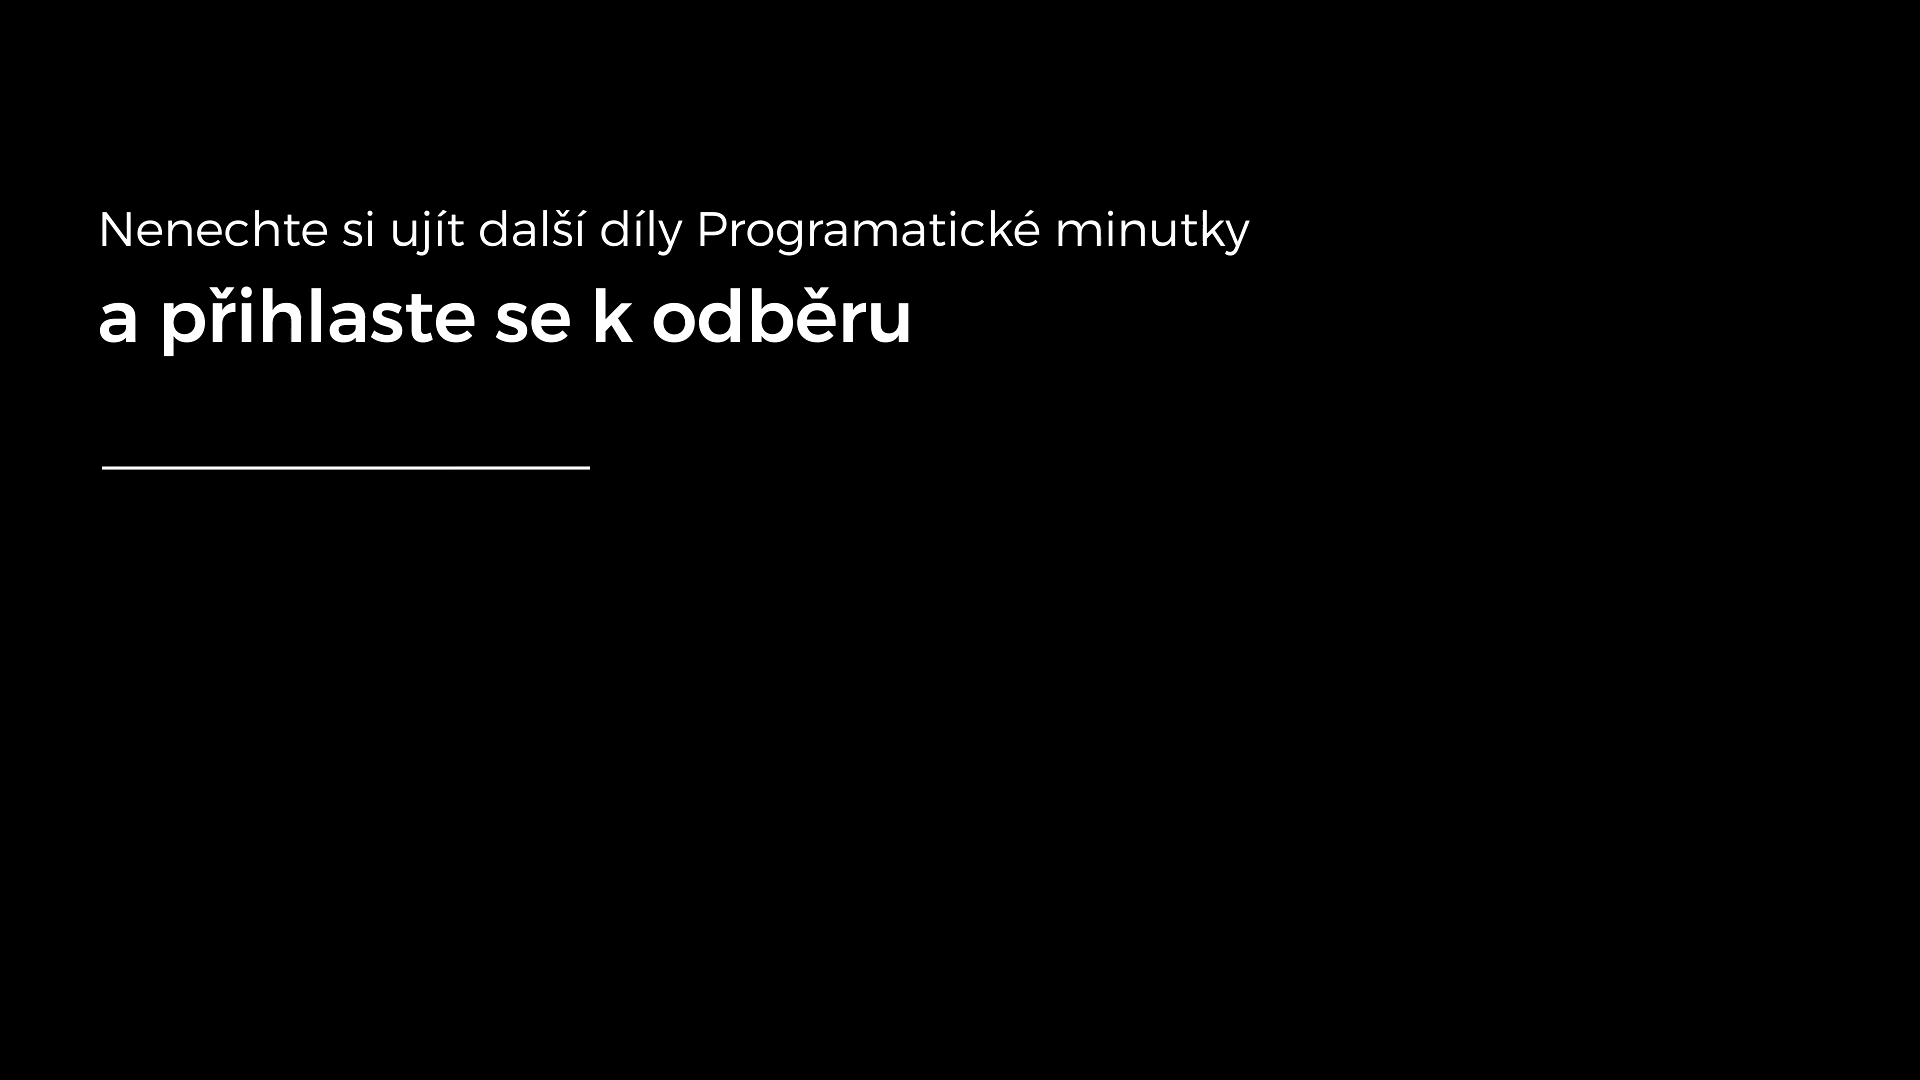 Nenechte si ujít další díly Programatické minutky
a přihlaste se k odběru